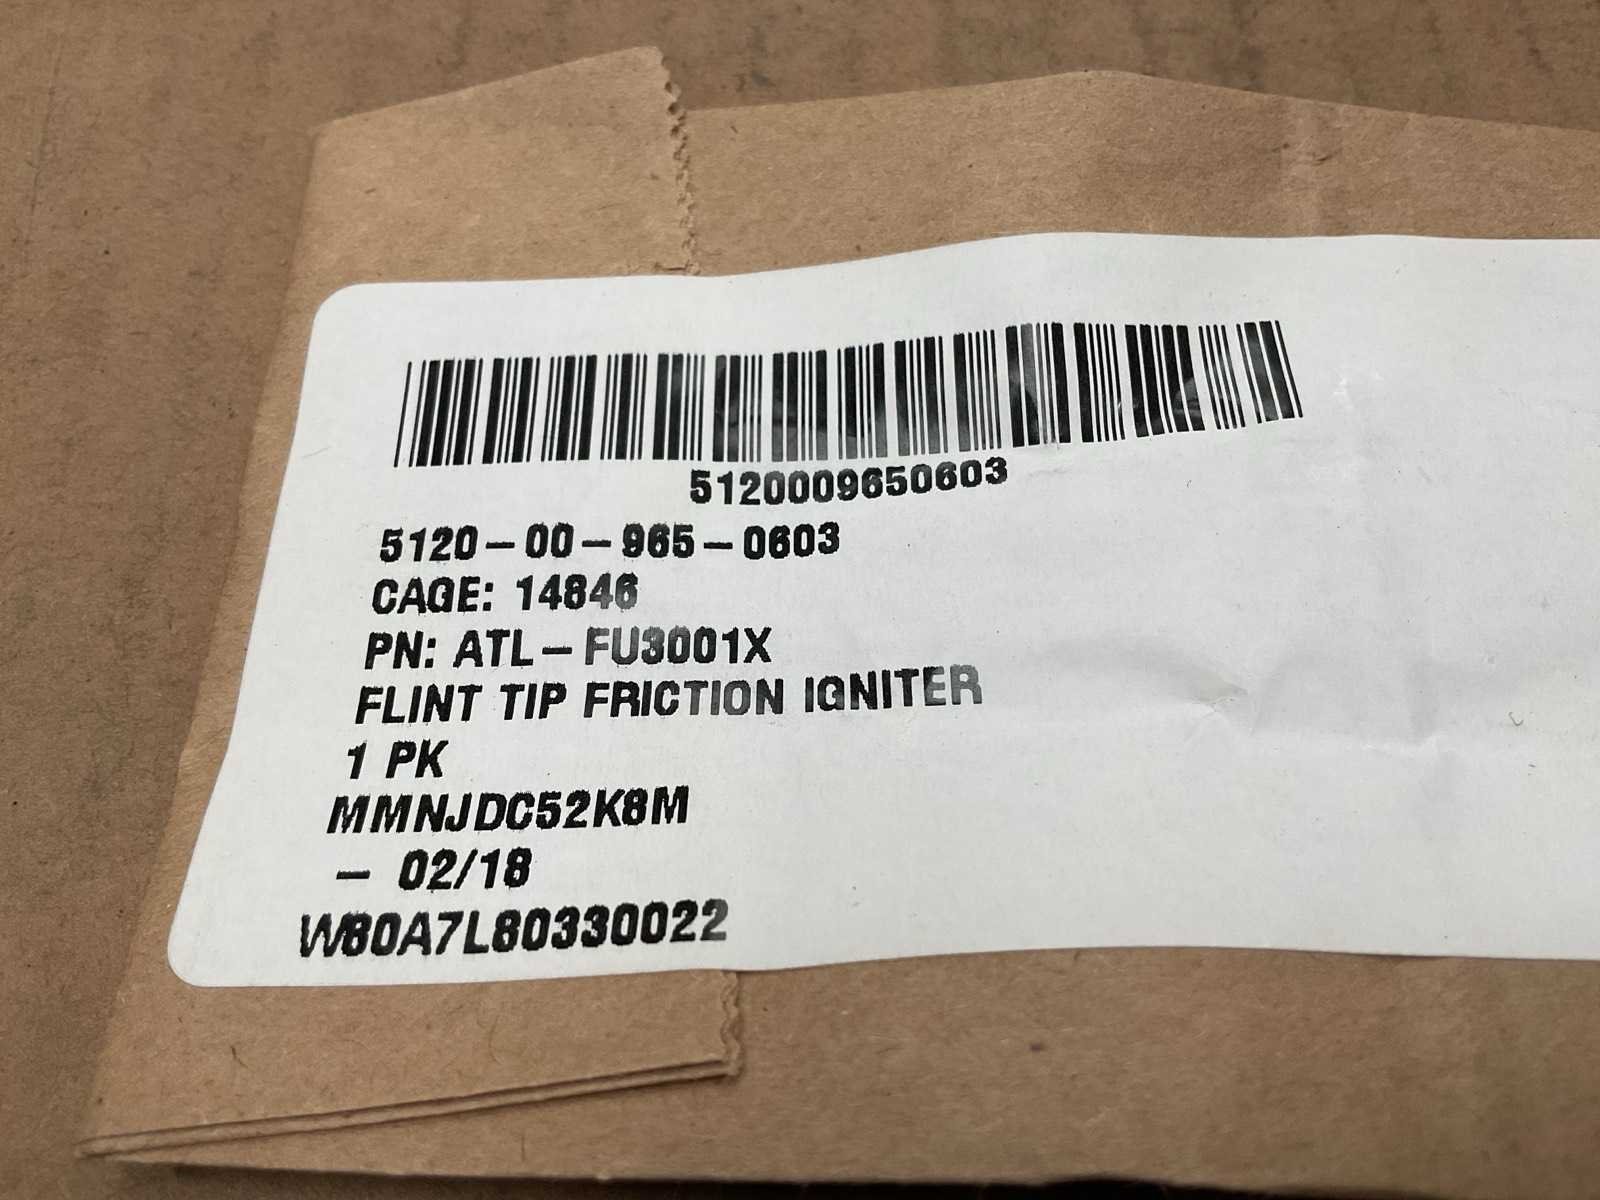 5120009650603
5120-00-965-0603
CAGE: 14846
PN: ATL-FU3001X
FLINT TIP FRICTION IGNITER
1 PK
MMNJDC52K8M
- 02/18
W80A7L80330022